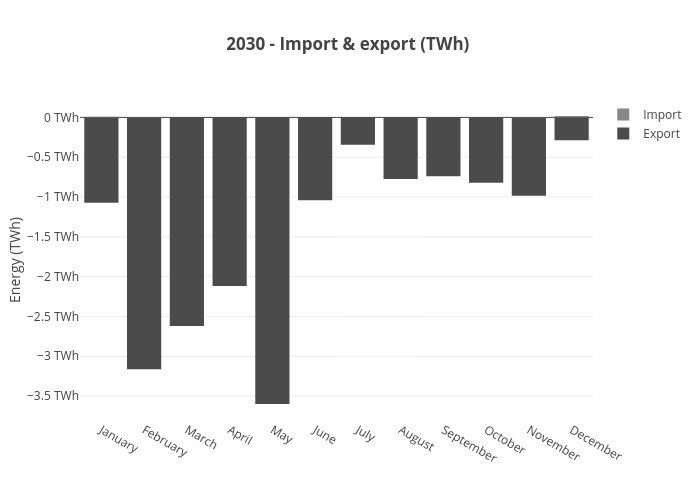 2030 - Import & export (TWh)
Import
Export
0 TWh
−0.5 TWh
−1 TWh
−1.5 TWh
−2 TWh
−2.5 TWh
−3 TWh
−3.5 TWh
Energy (TWh)
January
February
March
April
May
June
July
August
September
October
November
December